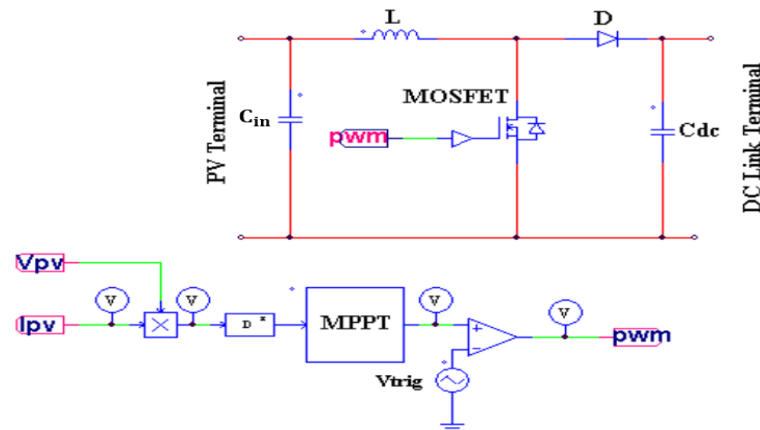 L
D
MOSFET
PV Terminal
Cin
pwm
Cdc
DC Link Terminal
Vpv
V
V
V
V
Ipv
D
MPPT
+
−
pwm
Vtrig